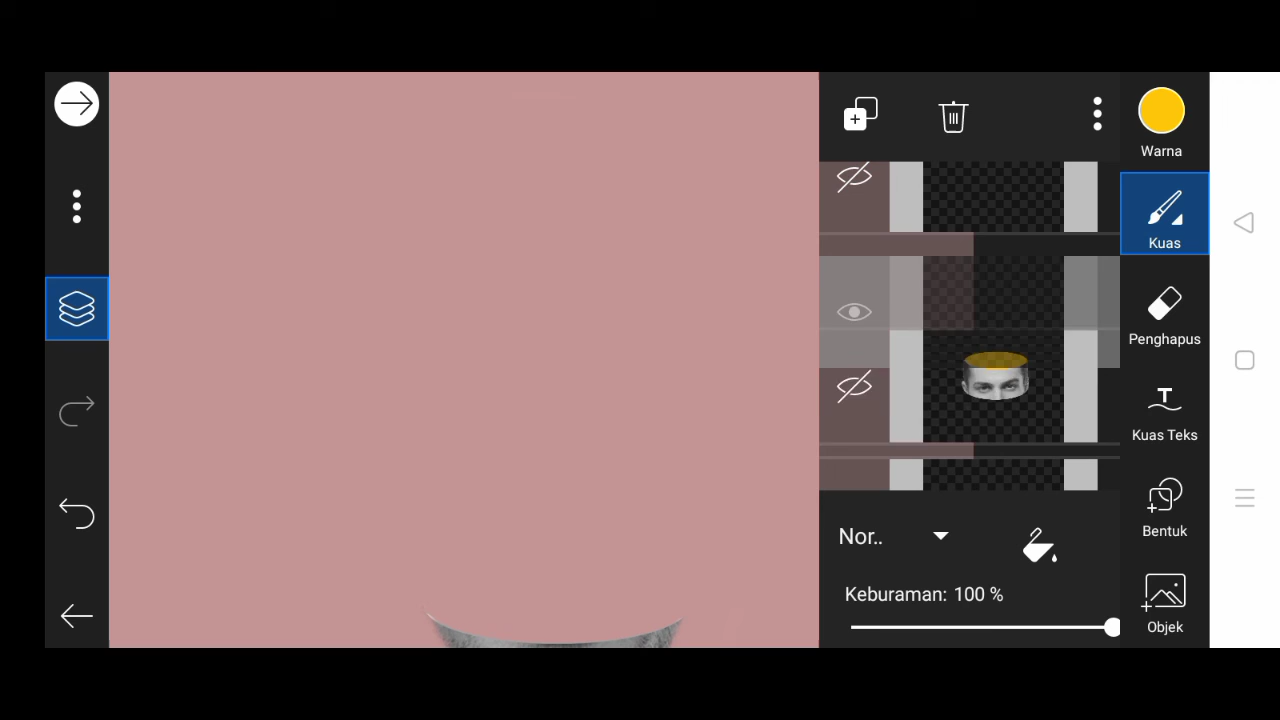 Warna
Kuas
Penghapus
Kuas Teks
Bentuk
Objek
Nor..
Keburaman: 100 %